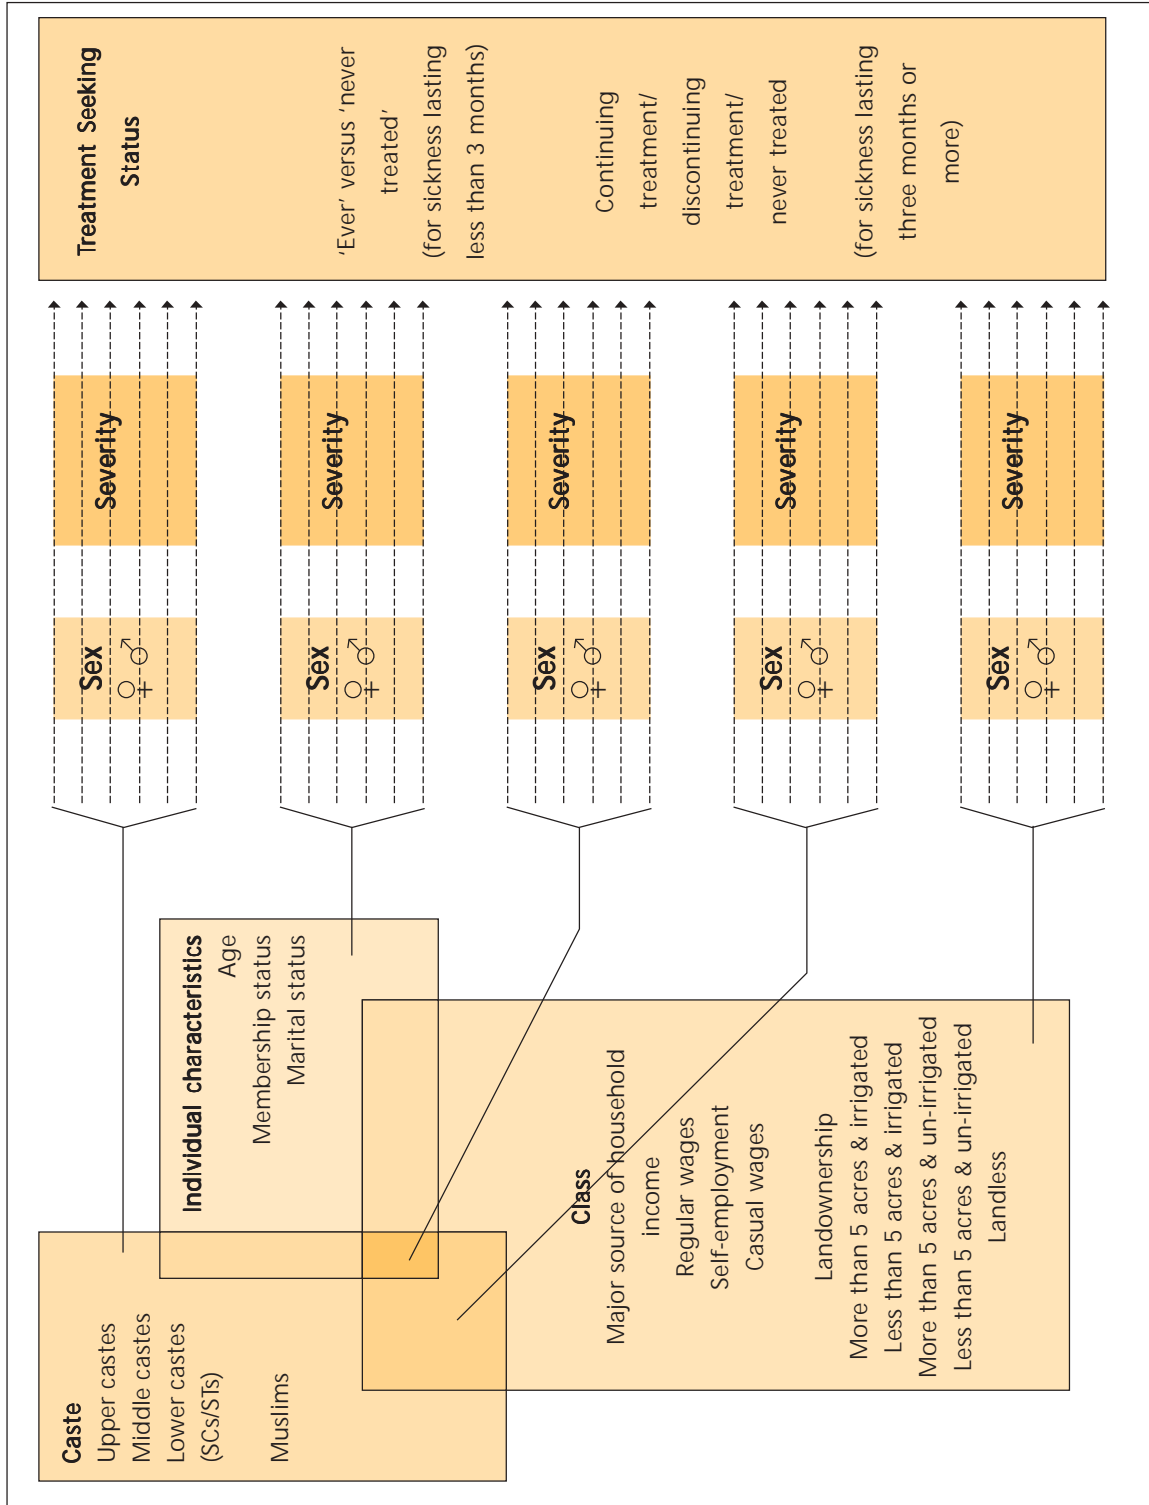 Caste
Upper castes
Middle castes
Lower castes
(SCs/STs)
Muslims
Individual characteristics
Age
Membership status
Marital status
Class
Major source of household
income
Regular wages
Self-employment
Casual wages
Landownership
More than 5 acres & irrigated
Less than 5 acres & irrigated
More than 5 acres & un-irrigated
Less than 5 acres & un-irrigated
Landless
Sex
Severity
Sex
Severity
Sex
Severity
Sex
Severity
Sex
Severity
Treatment Seeking
Status
'Ever' versus 'never
treated'
(for sickness lasting
less than 3 months)
Continuing
treatment/
discontinuing
treatment/
never treated
(for sickness lasting
three months or
more)